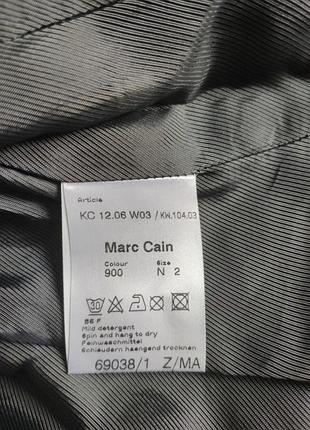 Article
KC 12.06 W03 / KW.104.03
Marc Cain
Colour Size
900 N 2
30
86 F
Mild detergent
Spin and hang to dry
Feinwaschmittel
Schleudern haengend trocknen
69038/1 Z/MA